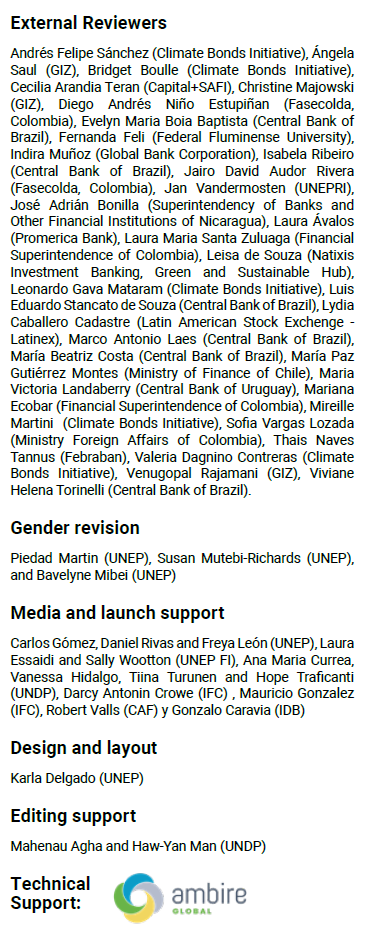 External Reviewers
Andrés Felipe Sánchez (Climate Bonds Initiative), Ángela
Saul (GIZ), Bridget Boulle (Climate Bonds Initiative),
Cecilia Arandia Teran (Capital+SAFI), Christine Majowski
(GIZ), Diego Andrés Niño Estupiñan (Fasecolda,
Colombia), Evelyn Maria Boia Baptista (Central Bank of
Brazil), Fernanda Feli (Federal Fluminense University),
Indira Muñoz (Global Bank Corporation), Isabela Ribeiro
(Central Bank of Brazil), Jairo David Audor Rivera
(Fasecolda, Colombia), Jan Vandermosten (UNEPRI),
José Adrián Bonilla (Superintendency of Banks and
Other Financial Institutions of Nicaragua), Laura Ávalos
(Promerica Bank), Laura Maria Santa Zuluaga (Financial
Superintendence of Colombia), Leisa de Souza (Natixis
Investment Banking, Green and Sustainable Hub),
Leonardo Gava Mataram (Climate Bonds Initiative), Luis
Eduardo Stancato de Souza (Central Bank of Brazil), Lydia
Caballero Cadastre (Latin American Stock Exchenge -
Latinex), Marco Antonio Laes (Central Bank of Brazil),
María Beatriz Costa (Central Bank of Brazil), María Paz
Gutiérrez Montes (Ministry of Finance of Chile), Maria
Victoria Landaberry (Central Bank of Uruguay), Mariana
Ecobar (Financial Superintendence of Colombia), Mireille
Martini (Climate Bonds Initiative), Sofia Vargas Lozada
(Ministry Foreign Affairs of Colombia), Thais Naves
Tannus (Febraban), Valeria Dagnino Contreras (Climate
Bonds Initiative), Venugopal Rajamani (GIZ), Viviane
Helena Torinelli (Central Bank of Brazil).
Gender revision
Piedad Martin (UNEP), Susan Mutebi-Richards (UNEP),
and Bavelyne Mibei (UNEP)
Media and launch support
Carlos Gómez, Daniel Rivas and Freya León (UNEP), Laura
Essaidi and Sally Wootton (UNEP FI), Ana Maria Currea,
Vanessa Hidalgo, Tiina Turunen and Hope Traficanti
(UNDP), Darcy Antonin Crowe (IFC) , Mauricio Gonzalez
(IFC), Robert Valls (CAF) y Gonzalo Caravia (IDB)
Design and layout
Karla Delgado (UNEP)
Editing support
Mahenau Agha and Haw-Yan Man (UNDP)
Technical
Support:
ambire
GLOBAL